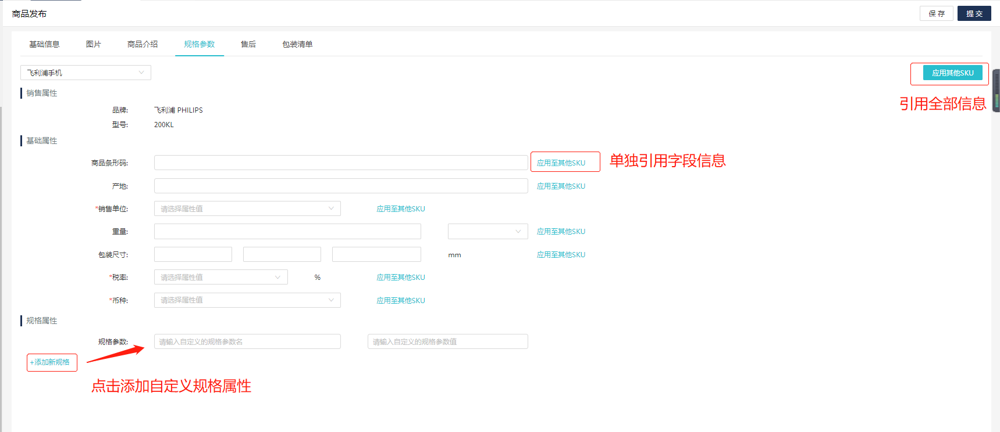 商品发布
保 存
提 交
基础信息
图片
商品介绍
规格参数
售后
包装清单
飞利浦手机
应用其他SKU
引用全部信息
销售属性
品牌: 飞利浦 PHILIPS
型号: 200KL
基础属性
商品条形码: 应用至其他SKU
单独引用字段信息
产地: 应用至其他SKU
*销售单位: 请选择属性值 应用至其他SKU
重量: 应用至其他SKU
包装尺寸: mm 应用至其他SKU
*税率: 请选择属性值 % 应用至其他SKU
*币种: 请选择属性值 应用至其他SKU
规格属性
规格参数: 请输入自定义的规格参数名 请输入自定义的规格参数值
+添加新规格
点击添加自定义规格属性